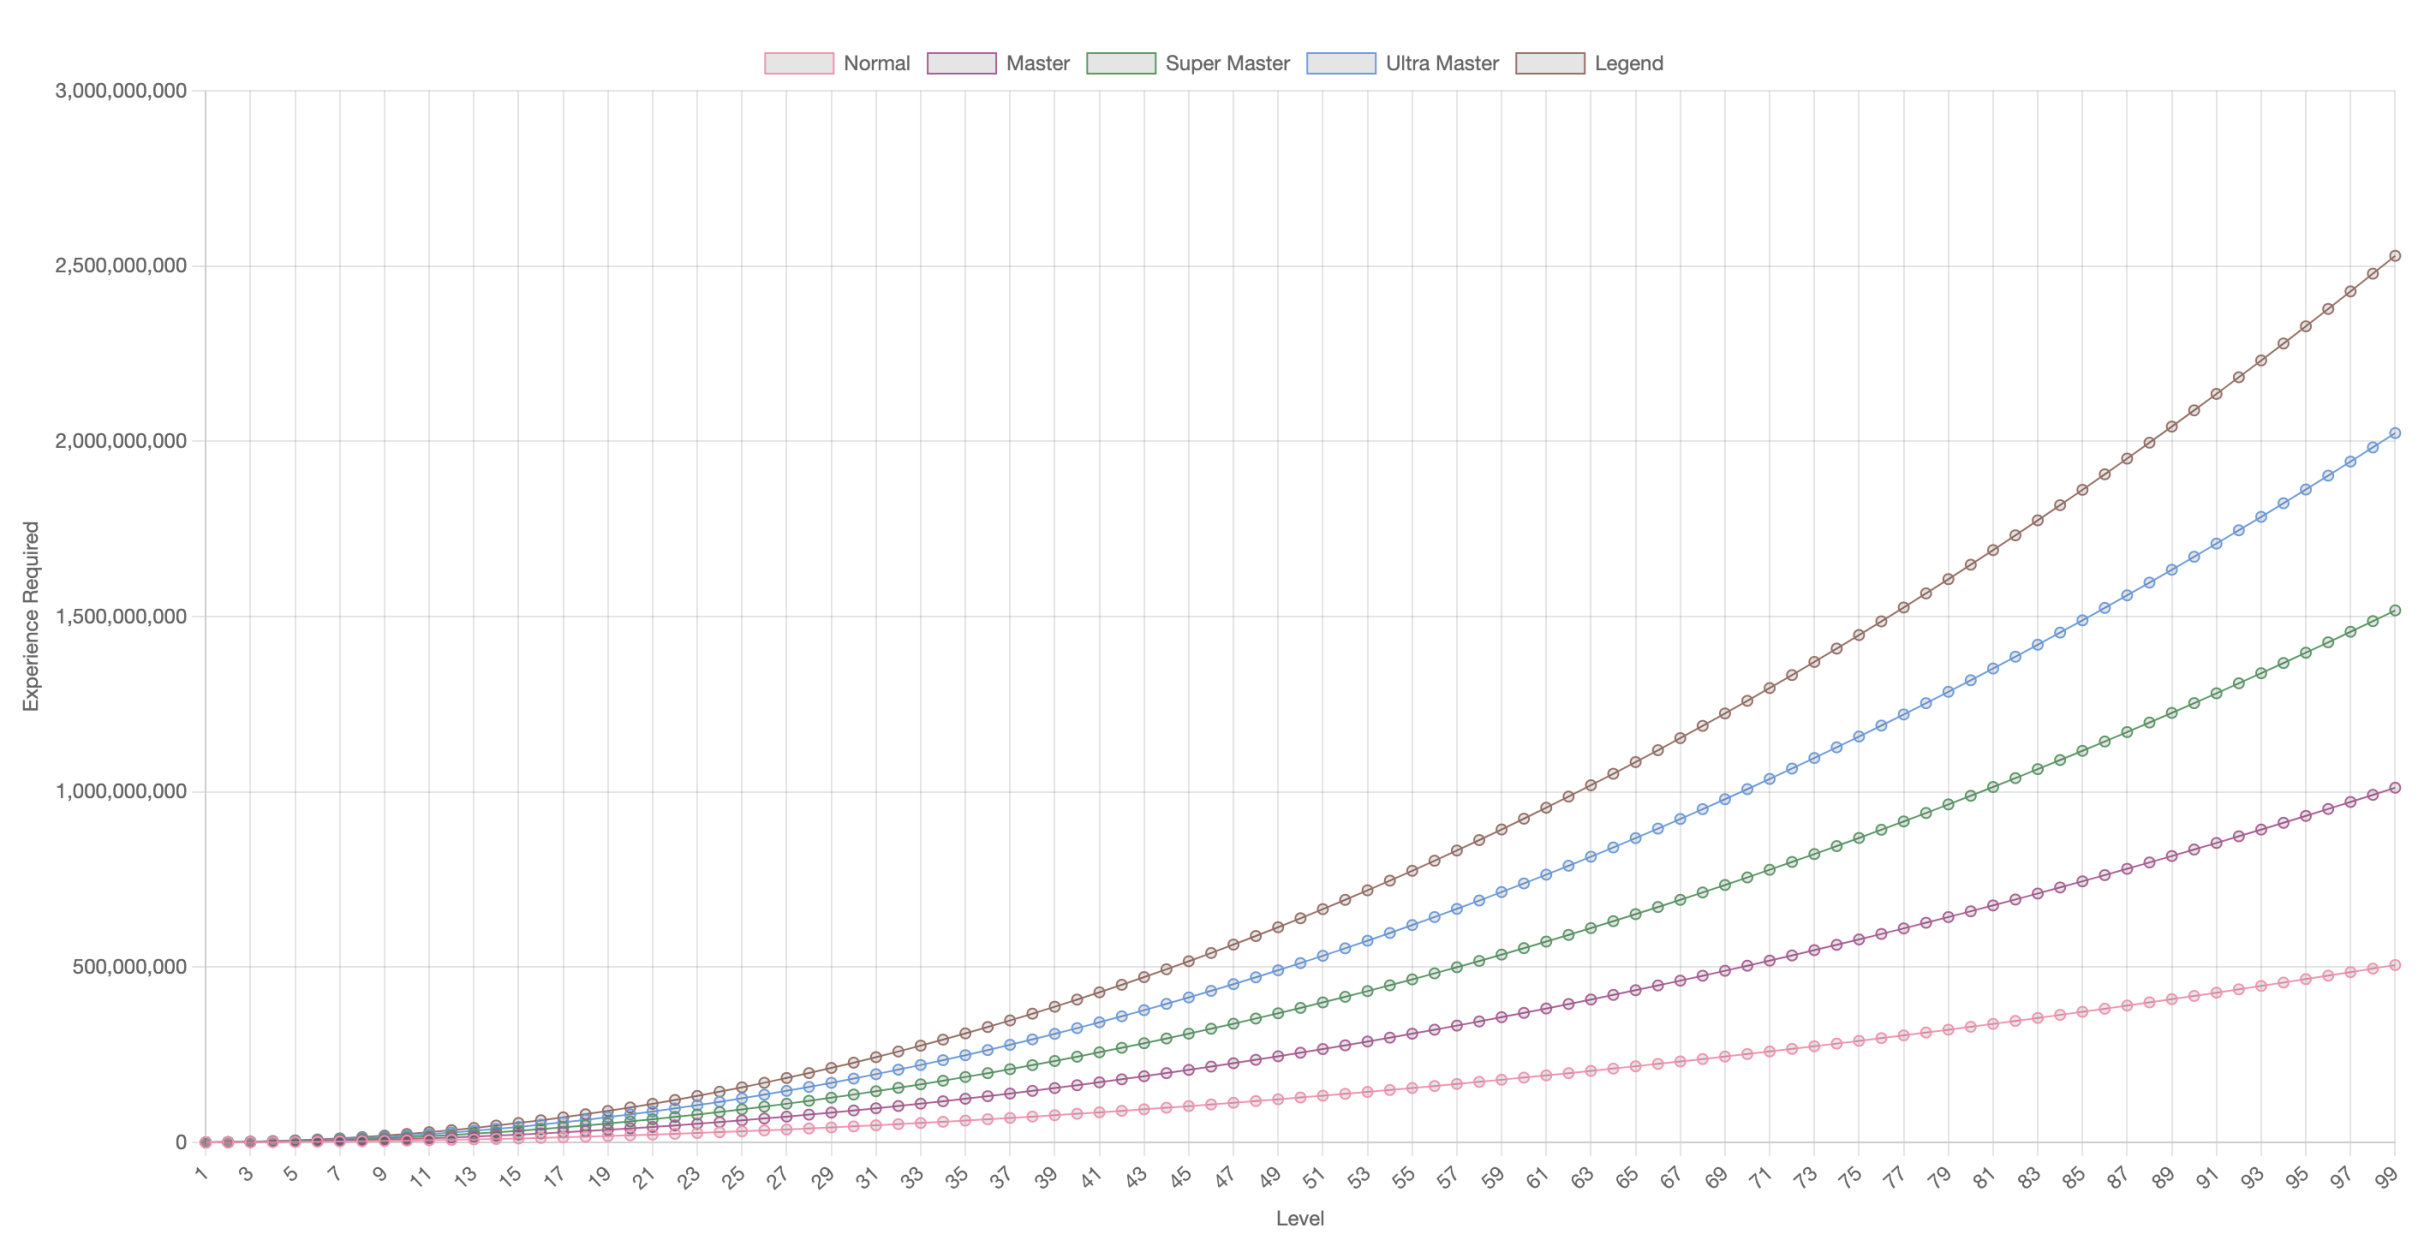 Normal Master Super Master Ultra Master Legend
3,000,000,000
2,500,000,000
2,000,000,000
1,500,000,000
1,000,000,000
500,000,000
0
Experience Required
1 3 5 7 9 11 13 15 17 19 21 23 25 27 29 31 33 35 37 39 41 43 45 47 49 51 53 55 57 59 61 63 65 67 69 71 73 75 77 79 81 83 85 87 89 91 93 95 97 99
Level